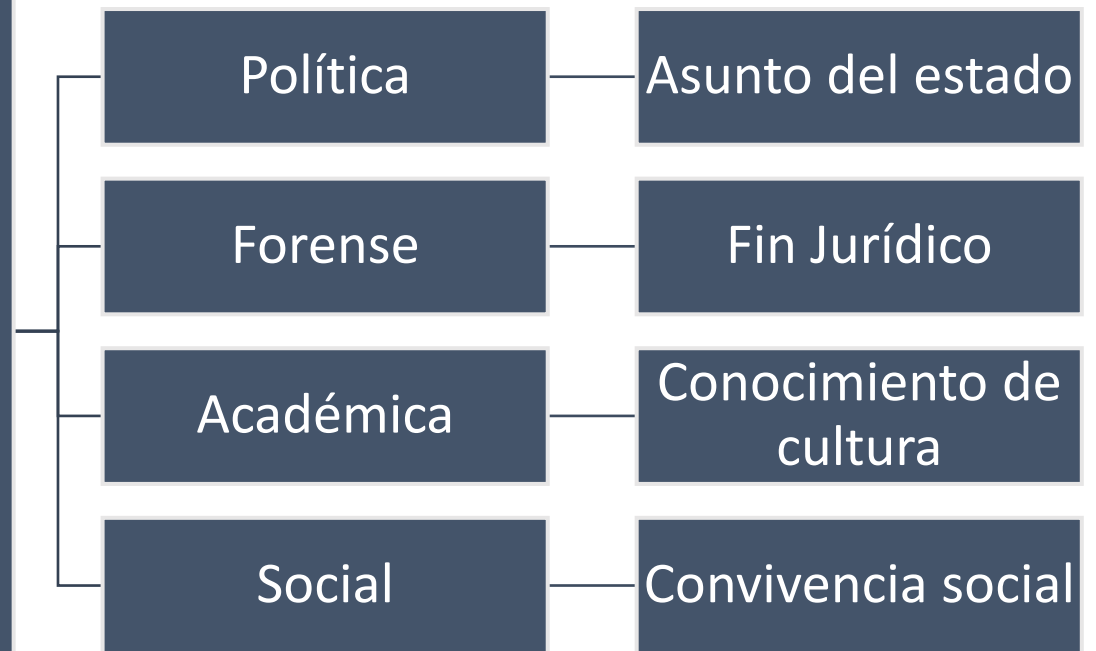 Política
Asunto del estado
Forense
Fin Jurídico
Académica
Conocimiento de
cultura
Social
Convivencia social